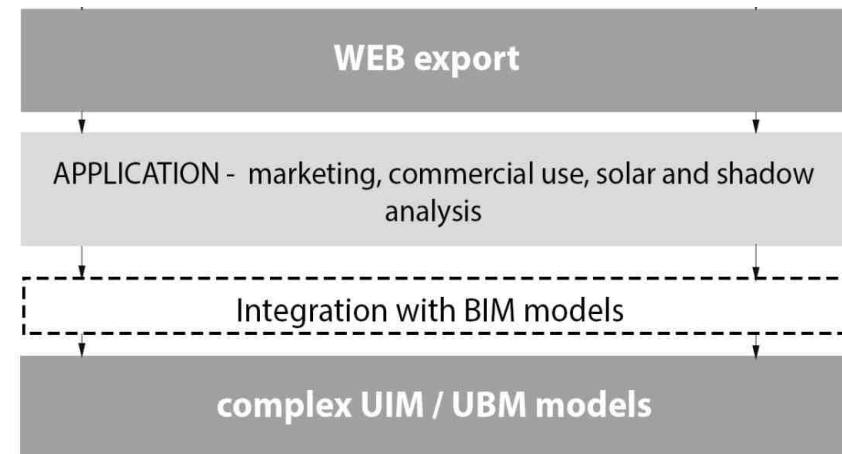 WEB export
APPLICATION - marketing, commercial use, solar and shadow
analysis
Integration with BIM models
complex UIM / UBM models